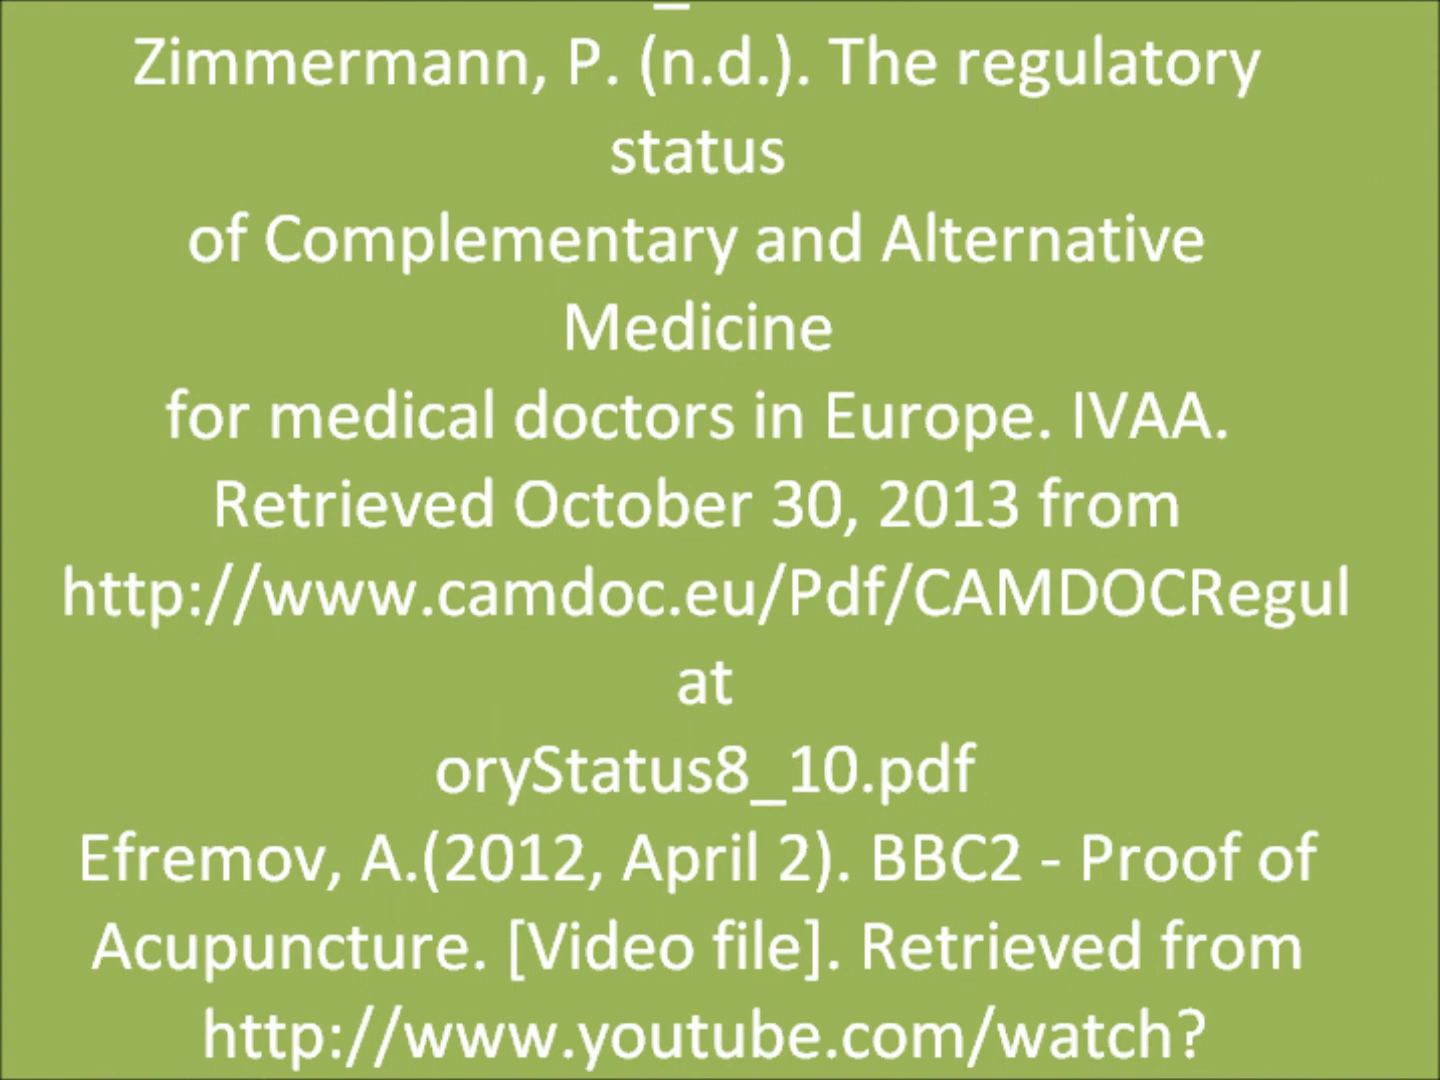 _
Zimmermann, P. (n.d.). The regulatory
status
of Complementary and Alternative
Medicine
for medical doctors in Europe. IVAA.
Retrieved October 30, 2013 from
http://www.camdoc.eu/Pdf/CAMDOCRegul
at
oryStatus8_10.pdf
Efremov, A.(2012, April 2). BBC2 - Proof of
Acupuncture. [Video file]. Retrieved from
http://www.youtube.com/watch?